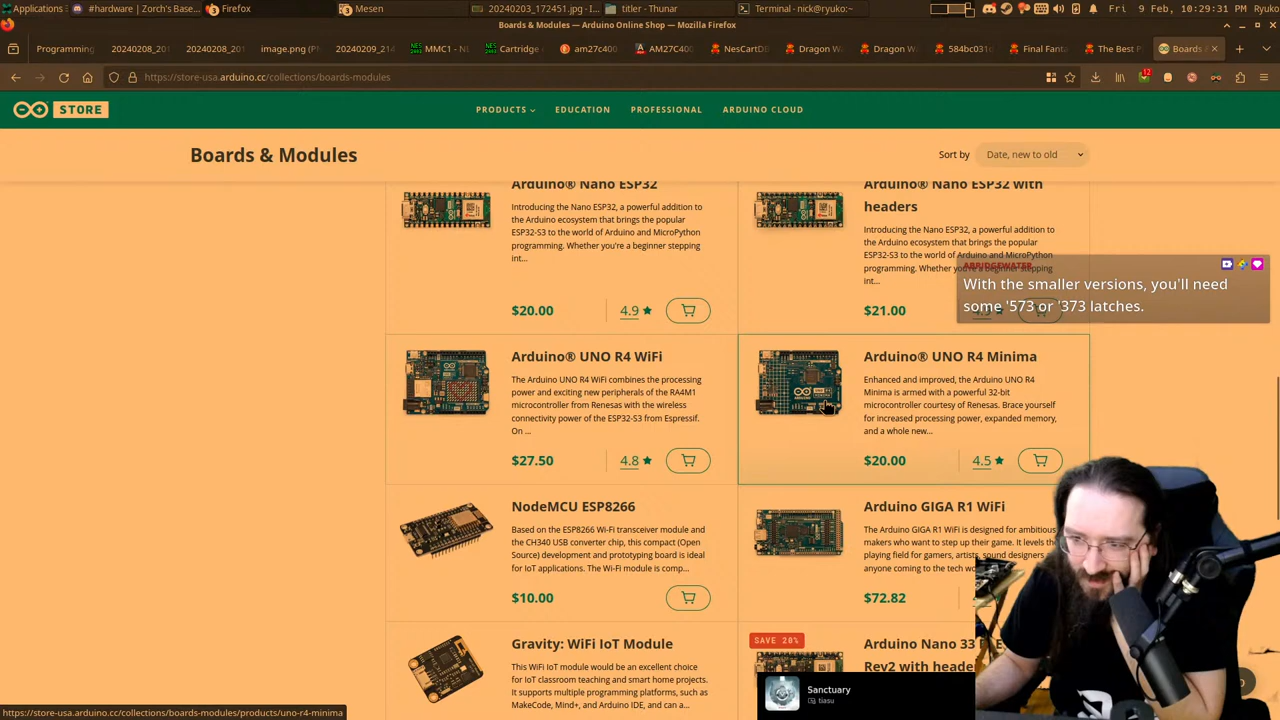 Applications
#hardware | Zorch's Base...
3
Firefox
3
Mesen
20240203_172451.jpg - I...
titler - Thunar
Terminal - nick@ryuko:~
Fri 9 Feb, 10:29:31 PM
Ryuko
Boards & Modules — Arduino Online Shop — Mozilla Firefox
Programming
20240208_201
20240208_201
image.png (P
20240209_214
MMC1 - N
Cartridge
am27c400
AM27C400
NesCartDB
Dragon W
Dragon W
584bc031
Final Fanta
The Best P
Boards &
https://store-usa.arduino.cc/collections/boards-modules
12
STORE
PRODUCTS
EDUCATION
PROFESSIONAL
ARDUINO CLOUD
Boards & Modules
Sort by
Date, new to old
Arduino® Nano ESP32
Introducing the Nano ESP32, a powerful addition to
the Arduino ecosystem that brings the popular
ESP32-S3 to the world of Arduino and MicroPython
programming. Whether you're a beginner stepping
int...
$20.00
4.9
Arduino® Nano ESP32 with
headers
Introducing the Nano ESP32, a powerful addition to
the Arduino ecosystem that brings the popular
ESP32-S3 to the world of Arduino and MicroPython
programming. Whether you're a beginner stepping
int...
$21.00
ABRIDGEWATER
With the smaller versions, you'll need
some '573 or '373 latches.
Arduino® UNO R4 WiFi
The Arduino UNO R4 WiFi combines the processing
power and exciting new peripherals of the RA4M1
microcontroller from Renesas with the wireless
connectivity power of the ESP32-S3 from Espressif.
On ...
$27.50
4.8
Arduino® UNO R4 Minima
Enhanced and improved, the Arduino UNO R4
Minima is armed with a powerful 32-bit
microcontroller courtesy of Renesas. Brace yourself
for increased processing power, expanded memory,
and a whole new...
$20.00
4.5
NodeMCU ESP8266
Based on the ESP8266 Wi-Fi transceiver module and
the CH340 USB converter chip, this compact (Open
Source) development and prototyping board is ideal
for IoT applications. The Wi-Fi module is comp...
$10.00
Arduino GIGA R1 WiFi
The Arduino GIGA R1 WiFi is designed for ambitious
makers who want to step up their game. It levels the
playing field for gamers, artists, sound designers
anyone coming to the tech wo
$72.82
Gravity: WiFi IoT Module
This WiFi IoT module would be an excellent choice
for IoT classroom teaching and smart home projects.
It supports multiple programming platforms, such as
MakeCode, Mind+, and Arduino IDE, and can a...
SAVE 20%
Arduino Nano 33
Rev2 with heade
Sanctuary
tiasu
https://store-usa.arduino.cc/collections/boards-modules/products/uno-r4-minima